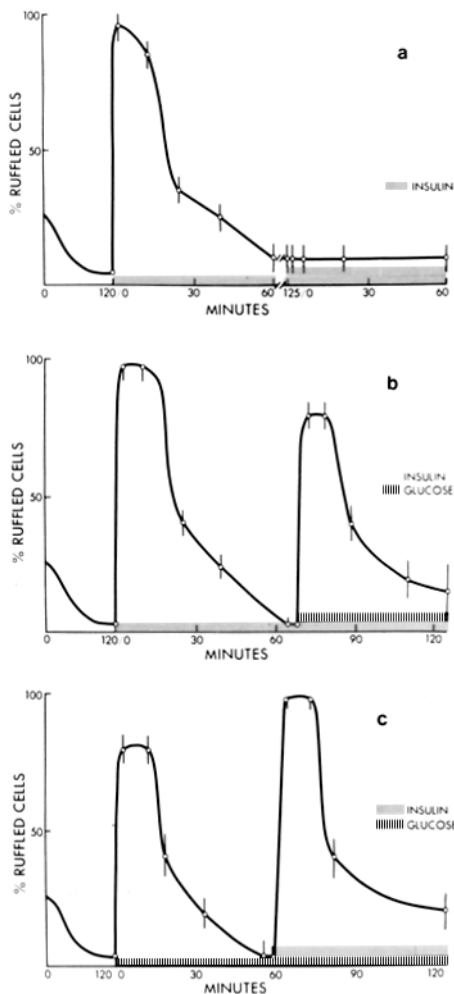 a
100
50
% RUFFLED CELLS
INSULIN
0 120 0 30 60 125 0 30 60
MINUTES
b
100
50
% RUFFLED CELLS
INSULIN
GLUCOSE
0 120 0 30 60 90 120
MINUTES
c
100
50
% RUFFLED CELLS
INSULIN
GLUCOSE
0 120 0 30 60 90 120
MINUTES